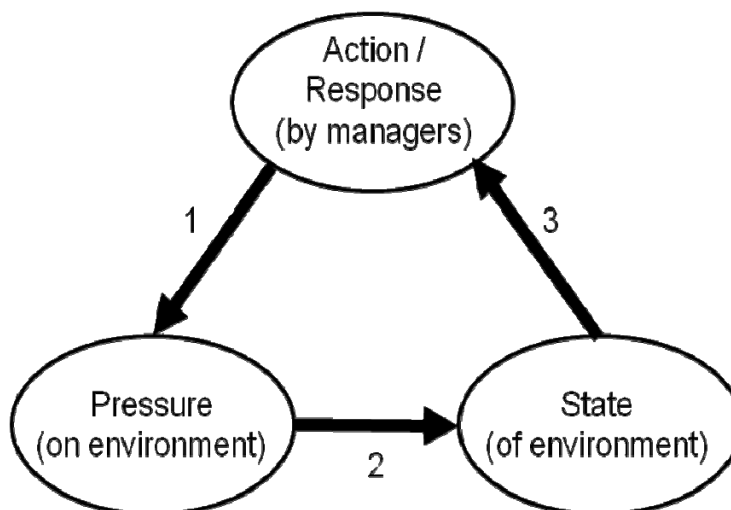 Action /
Response
(by managers)
1
3
Pressure
(on environment)
2
State
(of environment)